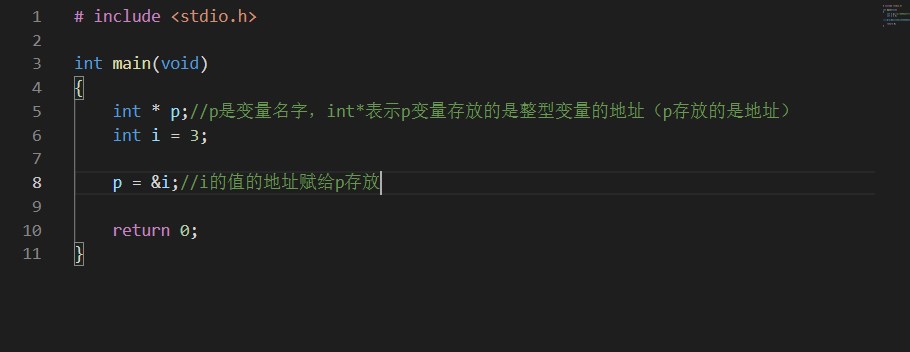 1 # include <stdio.h>
2
3 int main(void)
4 {
5 int * p;//p是变量名字，int*表示p变量存放的是整型变量的地址（p存放的是地址）
6 int i = 3;
7
8 p = &i;//i的值的地址赋给p存放
9
10 return 0;
11 }